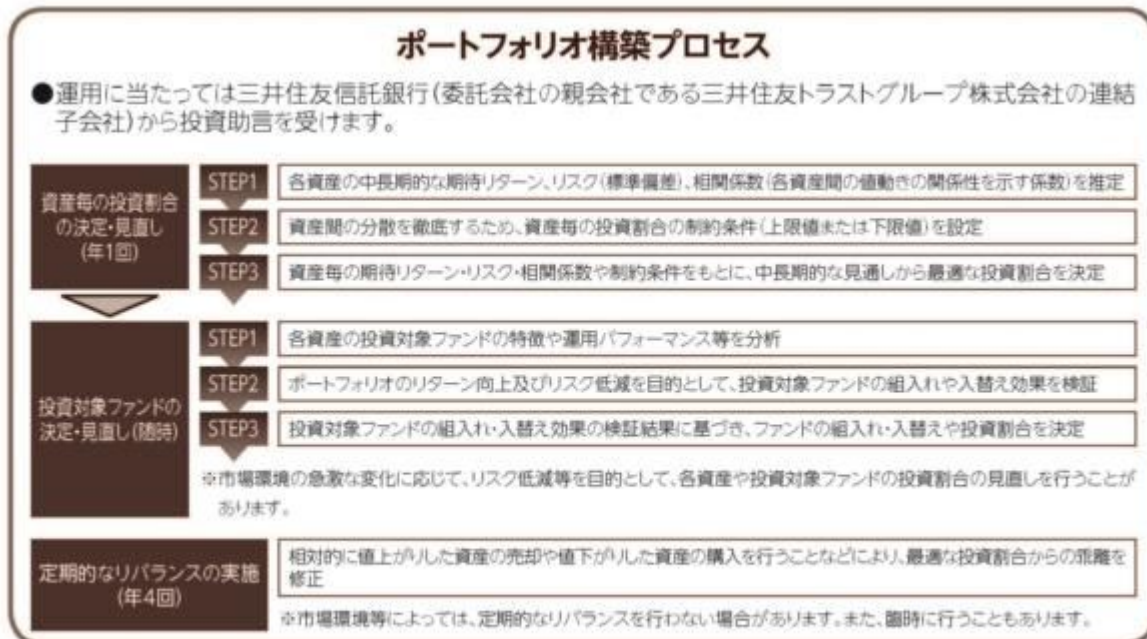 ポートフォリオ構築プロセス
●運用に当たっては三井住友信託銀行(委託会社の親会社である三井住友トラストグループ株式会社の連結
子会社)から投資助言を受けます。
資産毎の投資割合
の決定・見直し
(年1回)
STEP1
各資産の中長期的な期待リターン、リスク(標準偏差)、相関係数(各資産間の値動きの関係性を示す係数)を推定
STEP2
資産間の分散を徹底するため、資産毎の投資割合の制約条件(上限値または下限値)を設定
STEP3
資産毎の期待リターン・リスク・相関係数や制約条件をもとに、中長期的な見通しから最適な投資割合を決定
投資対象ファンドの
決定・見直し(随時)
STEP1
各資産の投資対象ファンドの特徴や運用パフォーマンス等を分析
STEP2
ポートフォリオのリターン向上及びリスク低減を目的として、投資対象ファンドの組入れや入替え効果を検証
STEP3
投資対象ファンドの組入れ・入替え効果の検証結果に基づき、ファンドの組入れ・入替えや投資割合を決定
※市場環境の急激な変化に応じて、リスク低減等を目的として、各資産や投資対象ファンドの投資割合の見直しを行うことが
あります。
定期的なリバランスの実施
(年4回)
相対的に値上がりした資産の売却や値下がりした資産の購入を行うことなどにより、最適な投資割合からの乖離を
修正
※市場環境等によっては、定期的なリバランスを行わない場合があります。また、臨時に行うこともあります。